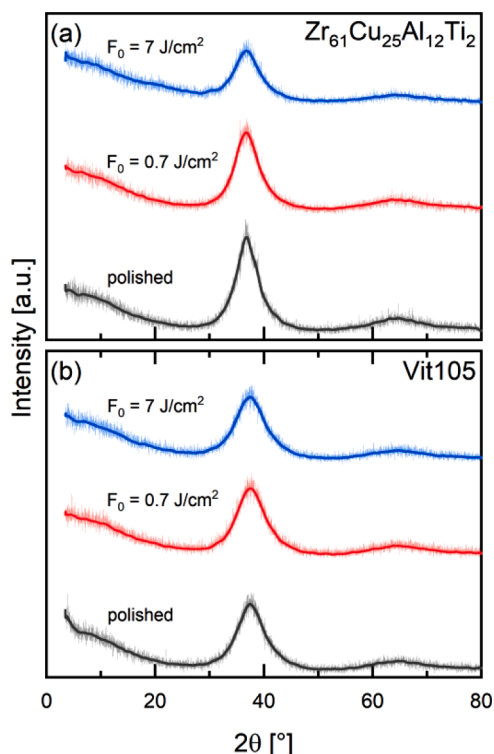 (a)
Zr₆₁Cu₂₅Al₁₂Ti₂
F₀ = 7 J/cm²
F₀ = 0.7 J/cm²
polished
Intensity [a.u.]
(b)
Vit105
F₀ = 7 J/cm²
F₀ = 0.7 J/cm²
polished
0 20 40 60 80
2θ [°]